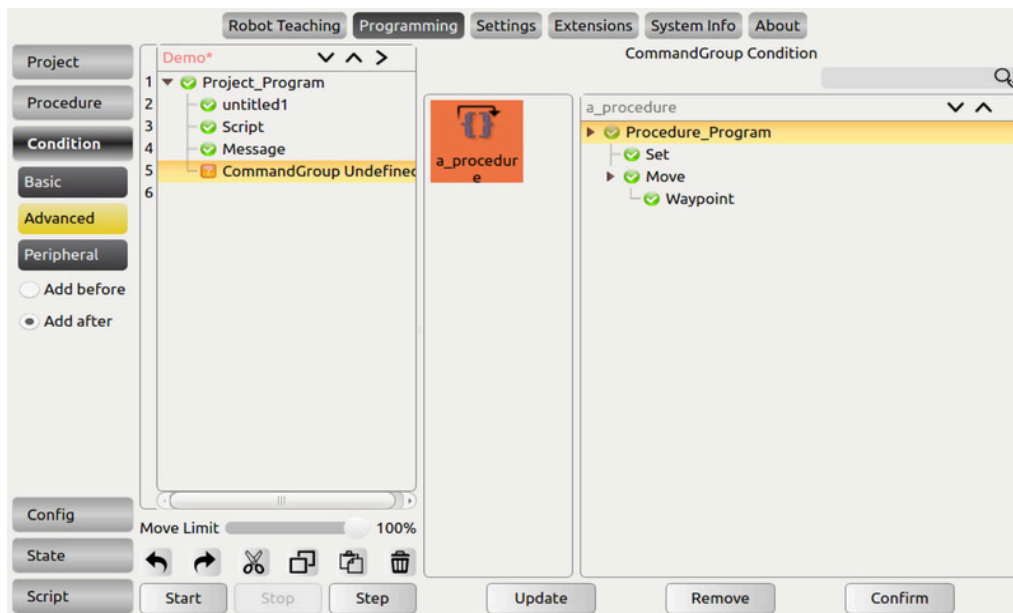 Robot Teaching Programming Settings Extensions System Info About
Project
Procedure
Condition
Basic
Advanced
Peripheral
Add before
Add after
Config
State
Script
Demo*
1 Project_Program
2 untitled1
3 Script
4 Message
5 CommandGroup Undefined
6
Move Limit 100%
Start Stop Step
CommandGroup Condition
a_procedur
e
a_procedure
Procedure_Program
Set
Move
Waypoint
Update Remove Confirm